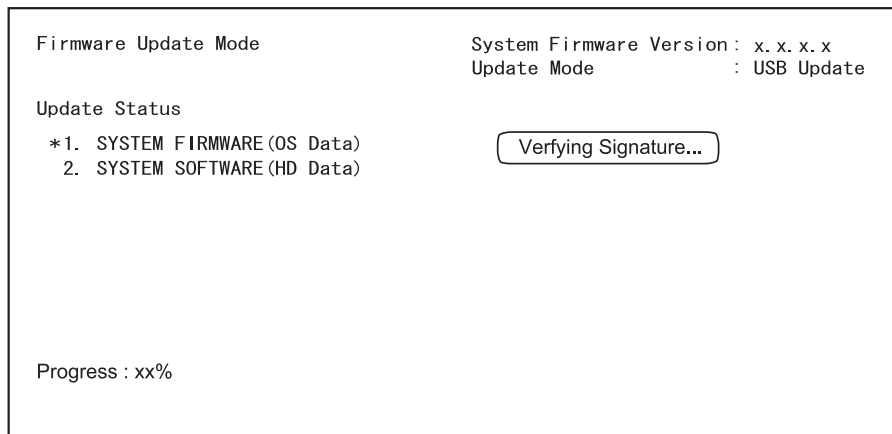 Firmware Update Mode
System Firmware Version : x. x. x. x
Update Mode : USB Update
Update Status
*1. SYSTEM FIRMWARE(OS Data)
Verfying Signature...
2. SYSTEM SOFTWARE(HD Data)
Progress : xx%